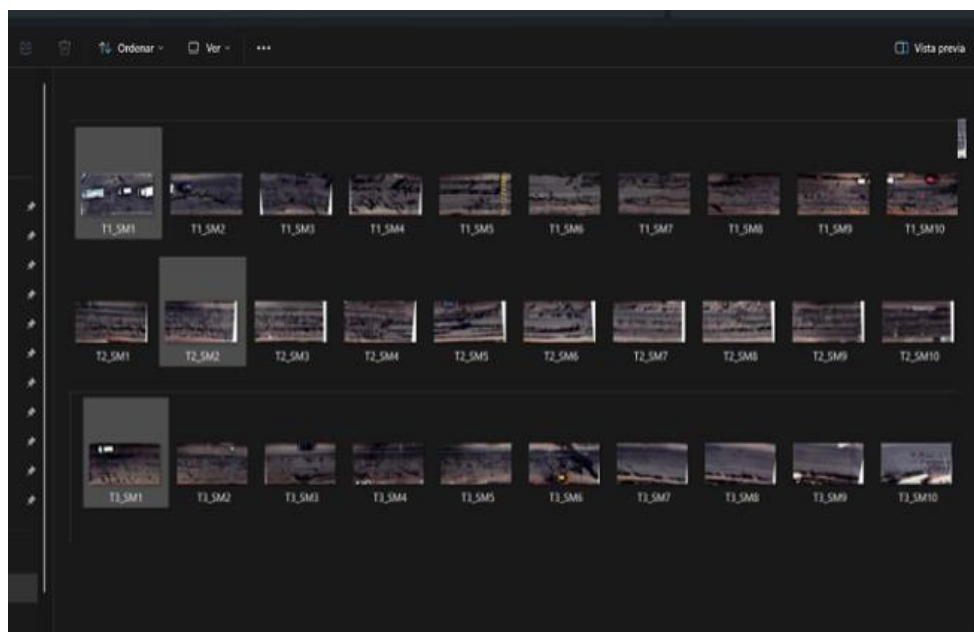 Ordenar Ver ••• Vista previa
T1_SM1 T1_SM2 T1_SM3 T1_SM4 T1_SM5 T1_SM6 T1_SM7 T1_SM8 T1_SM9 T1_SM10
T2_SM1 T2_SM2 T2_SM3 T2_SM4 T2_SM5 T2_SM6 T2_SM7 T2_SM8 T2_SM9 T2_SM10
T3_SM1 T3_SM2 T3_SM3 T3_SM4 T3_SM5 T3_SM6 T3_SM7 T3_SM8 T3_SM9 T3_SM10